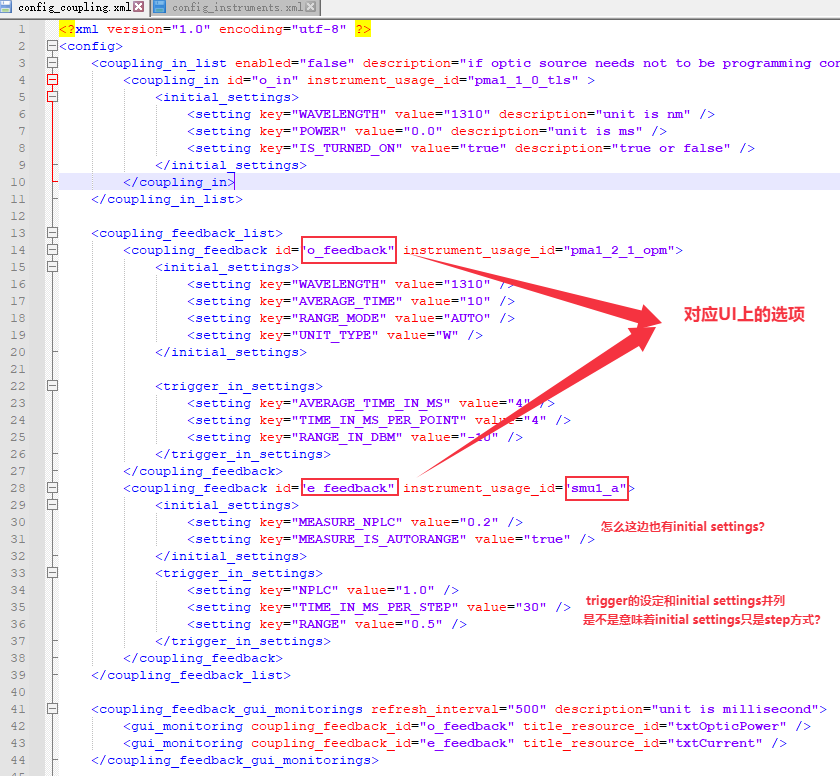 config_coupling.xml config_instruments.xml
1 <?xml version="1.0" encoding="utf-8" ?>
2 <config>
3 <coupling_in_list enabled="false" description="if optic source needs not to be programming con
4 <coupling_in id="o_in" instrument_usage_id="pma1_1_0_tls" >
5 <initial_settings>
6 <setting key="WAVELENGTH" value="1310" description="unit is nm" />
7 <setting key="POWER" value="0.0" description="unit is ms" />
8 <setting key="IS_TURNED_ON" value="true" description="true or false" />
9 </initial_settings>
10 </coupling_in>
11 </coupling_in_list>
12
13 <coupling_feedback_list>
14 <coupling_feedback id="o_feedback" instrument_usage_id="pma1_2_1_opm">
15 <initial_settings>
16 <setting key="WAVELENGTH" value="1310" />
对应UI上的选项
17 <setting key="AVERAGE_TIME" value="10" />
18 <setting key="RANGE_MODE" value="AUTO" />
19 <setting key="UNIT_TYPE" value="W" />
20 </initial_settings>
21
22 <trigger_in_settings>
23 <setting key="AVERAGE_TIME_IN_MS" value="4" />
24 <setting key="TIME_IN_MS_PER_POINT" value="4" />
25 <setting key="RANGE_IN_DBM" value="-10" />
26 </trigger_in_settings>
27 </coupling_feedback>
28 <coupling_feedback id="e_feedback" instrument_usage_id="smu1_a">
29 <initial_settings>
30 <setting key="MEASURE_NPLC" value="0.2" />
怎么这边也有initial settings?
31 <setting key="MEASURE_IS_AUTORANGE" value="true" />
32 </initial_settings>
33 <trigger_in_settings>
34 <setting key="NPLC" value="1.0" />
trigger的设定和initial settings并列
35 <setting key="TIME_IN_MS_PER_STEP" value="30" />
是不是意味着initial settings只是step方式?
36 <setting key="RANGE" value="0.5" />
37 </trigger_in_settings>
38 </coupling_feedback>
39 </coupling_feedback_list>
40
41 <coupling_feedback_gui_monitorings refresh_interval="500" description="unit is millisecond">
42 <gui_monitoring coupling_feedback_id="o_feedback" title_resource_id="txtOpticPower" />
43 <gui_monitoring coupling_feedback_id="e_feedback" title_resource_id="txtCurrent" />
44 </coupling_feedback_gui_monitorings>